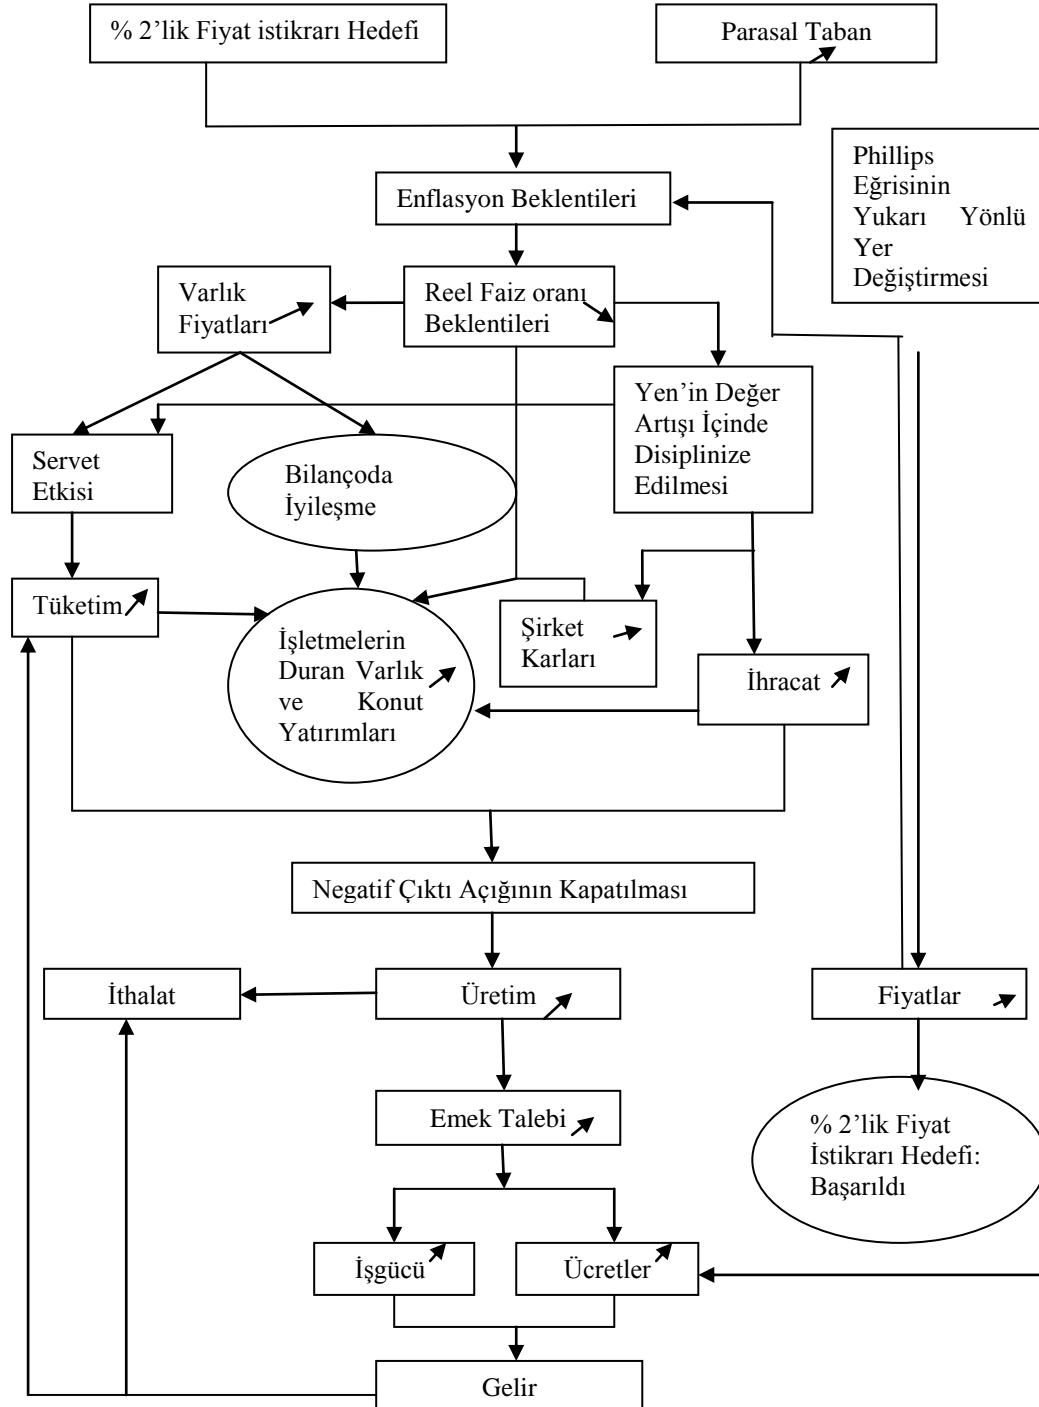 % 2’lik Fiyat istikrarı Hedefi
Parasal Taban
Phillips
Eğrisinin
Yukarı Yönlü
Yer
Değiştirmesi
Enflasyon Beklentileri
Varlık
Fiyatları
Reel Faiz oranı
Beklentileri
Yen’in Değer
Artışı İçinde
Disiplinize
Edilmesi
Servet
Etkisi
Bilançoda
İyileşme
Tüketim
İşletmelerin
Duran Varlık
ve Konut
Yatırımları
Şirket
Karları
İhracat
Negatif Çıktı Açığının Kapatılması
İthalat
Üretim
Fiyatlar
Emek Talebi
% 2’lik Fiyat
İstikrarı Hedefi:
Başarıldı
İşgücü
Ücretler
Gelir